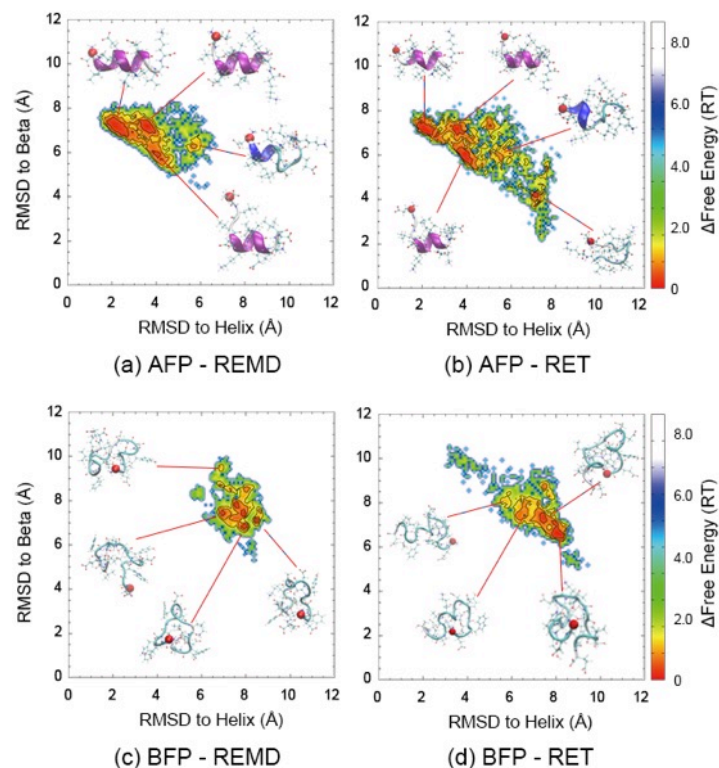 12
10
8
6
4
2
0
RMSD to Beta (Å)
0 2 4 6 8 10 12
RMSD to Helix (Å)
(a) AFP - REMD
12
10
8
6
4
2
0
0 2 4 6 8 10 12
RMSD to Helix (Å)
(b) AFP - RET
8.0
6.0
4.0
2.0
0
ΔFree Energy (RT)
12
10
8
6
4
2
0
RMSD to Beta (Å)
0 2 4 6 8 10 12
RMSD to Helix (Å)
(c) BFP - REMD
12
10
8
6
4
2
0
0 2 4 6 8 10 12
RMSD to Helix (Å)
(d) BFP - RET
8.0
6.0
4.0
2.0
0
ΔFree Energy (RT)